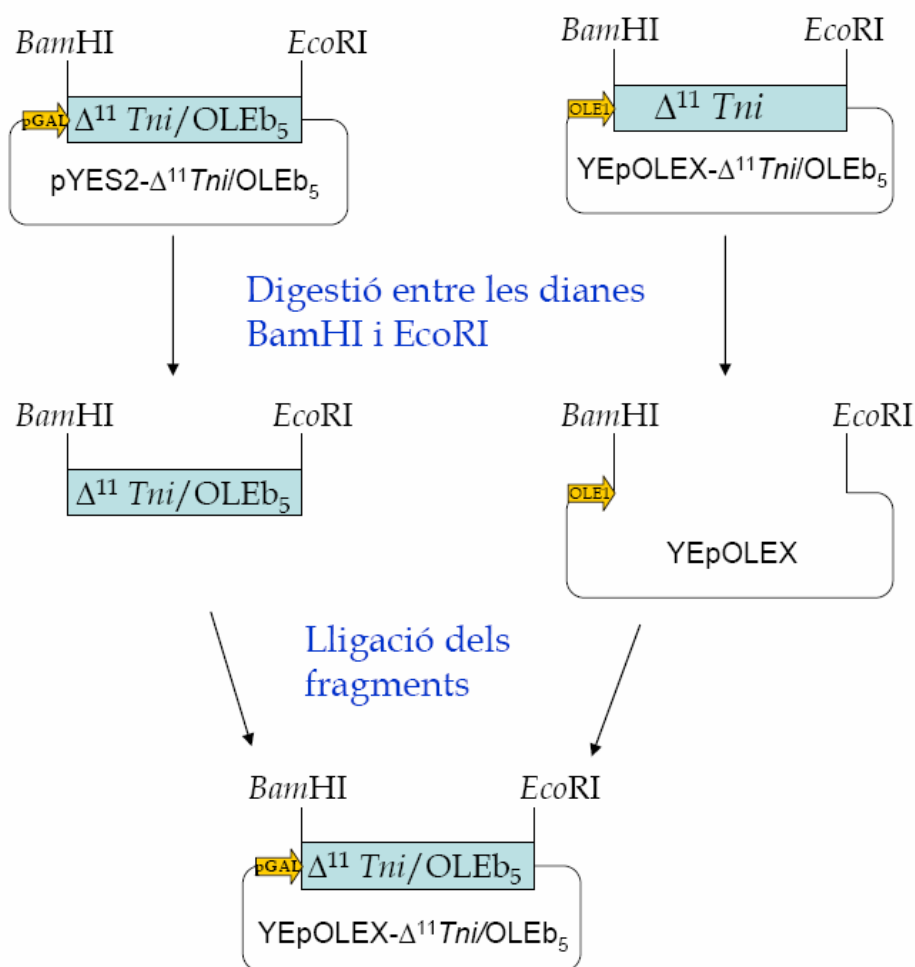 BamHI EcoRI
BamHI EcoRI
pGAL Δ¹¹ Tni/OLEb₅
OLE1 Δ¹¹ Tni
pYES2-Δ¹¹Tni/OLEb₅
YEpOLEX-Δ¹¹Tni/OLEb₅
Digestió entre les dianes
BamHI i EcoRI
BamHI EcoRI
BamHI EcoRI
Δ¹¹ Tni/OLEb₅
OLE1
YEpOLEX
Lligació dels
fragments
BamHI EcoRI
pGAL Δ¹¹ Tni/OLEb₅
YEpOLEX-Δ¹¹Tni/OLEb₅